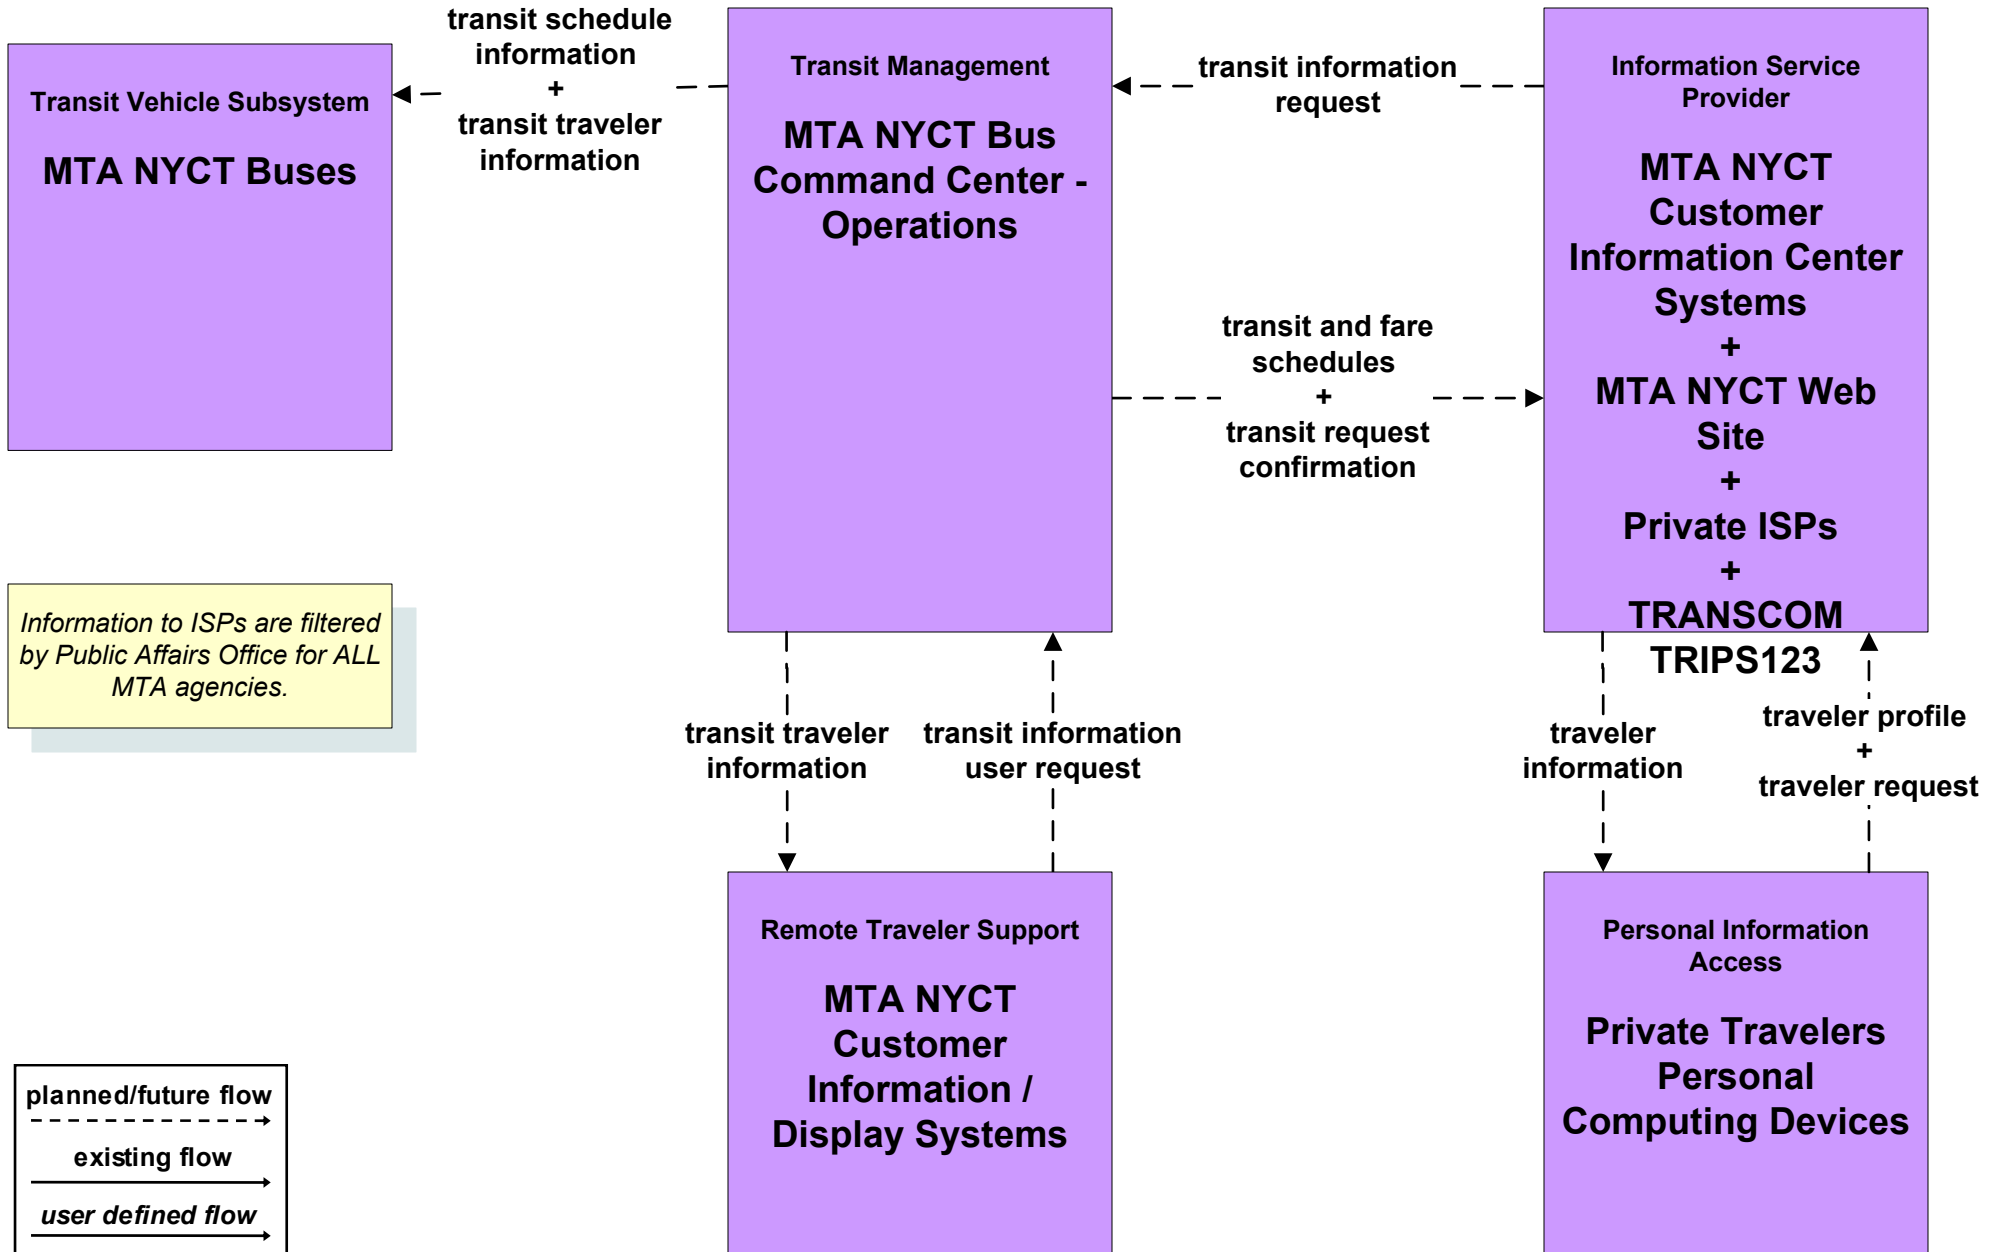 transit schedule
information
+
transit traveler
information
Transit Vehicle Subsystem
MTA NYCT Buses
Transit Management
MTA NYCT Bus
Command Center -
Operations
transit information
request
Information Service
Provider
MTA NYCT
Customer
Information Center
Systems
+
MTA NYCT Web
Site
+
Private ISPs
+
TRANSCOM
TRIPS123
transit and fare
schedules
+
transit request
confirmation
Information to ISPs are filtered
by Public Affairs Office for ALL
MTA agencies.
transit traveler
information
transit information
user request
traveler
information
traveler profile
+
traveler request
Remote Traveler Support
MTA NYCT
Customer
Information /
Display Systems
Personal Information
Access
Private Travelers
Personal
Computing Devices
planned/future flow
existing flow
user defined flow